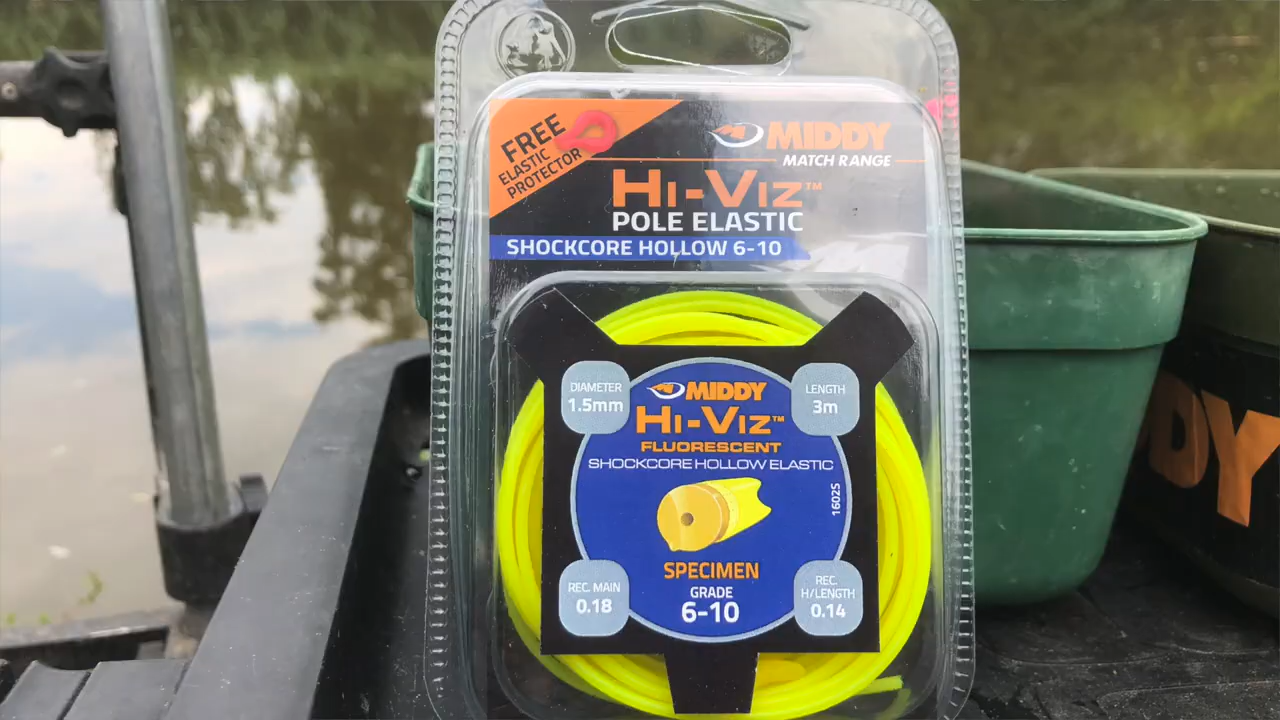 FREE
ELASTIC
PROTECTOR
MIDDY
MATCH RANGE
HI-VIZ™
POLE ELASTIC
SHOCKCORE HOLLOW 6-10
DIAMETER
1.5mm
LENGTH
3m
MIDDY
HI-VIZ™
FLUORESCENT
SHOCKCORE HOLLOW ELASTIC
16025
SPECIMEN
GRADE
6-10
REC. MAIN
0.18
REC.
H/LENGTH
0.14
DDY